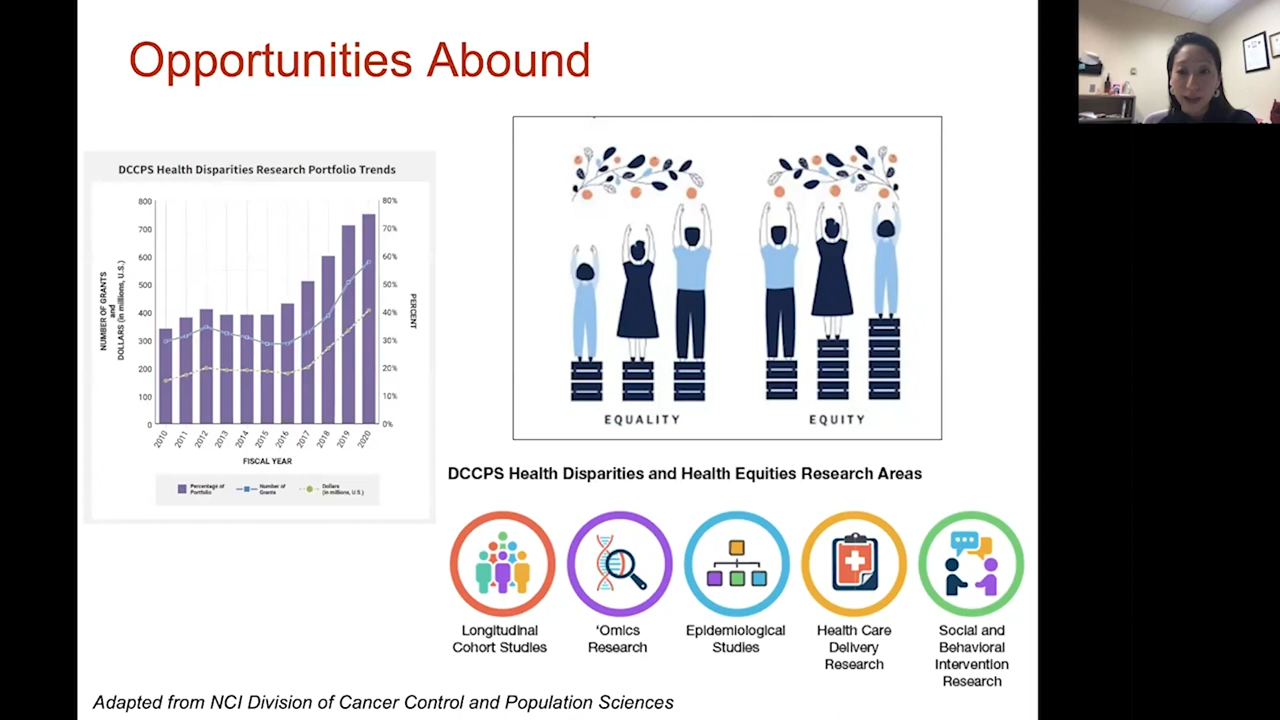 Opportunities Abound
DCCPS Health Disparities Research Portfolio Trends
NUMBER OF GRANTS
and
DOLLARS (in millions, U.S.)
800
700
600
500
400
300
200
100
0
80%
70%
60%
50%
40%
30%
20%
10%
0%
PERCENT
2010
2011
2012
2013
2014
2015
2016
2017
2018
2019
2020
FISCAL YEAR
Percentage of
Portfolio
Number of
Grants
Dollars
(in millions, U.S.)
EQUALITY
EQUITY
DCCPS Health Disparities and Health Equities Research Areas
Longitudinal
Cohort Studies
'Omics
Research
Epidemiological
Studies
Health Care
Delivery
Research
Social and
Behavioral
Intervention
Research
Adapted from NCI Division of Cancer Control and Population Sciences